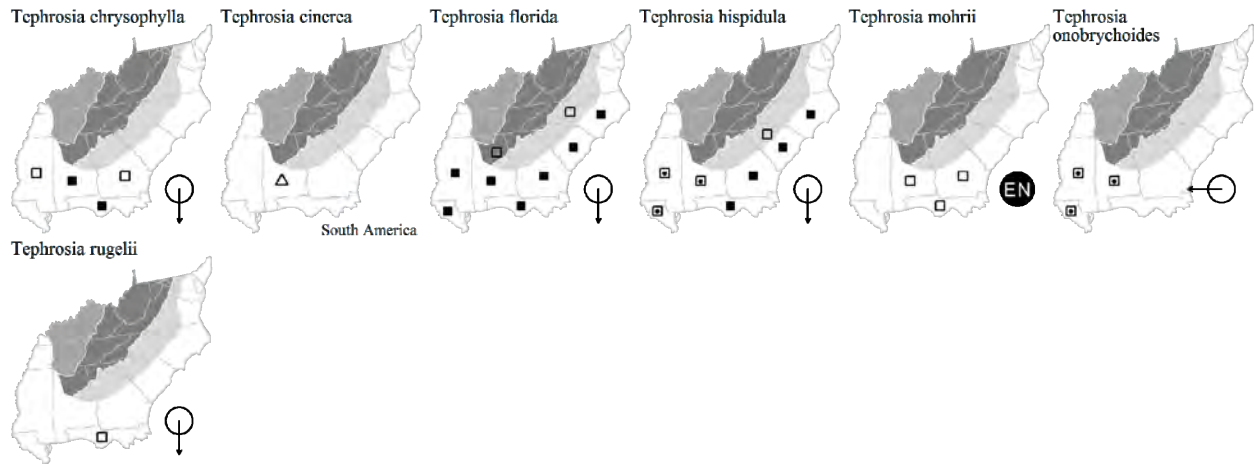 Tephrosia chrysophylla
Tephrosia cinerea
Tephrosia florida
Tephrosia hispidula
Tephrosia mohrii
Tephrosia
onobrychoides
EN
South America
Tephrosia rugelii